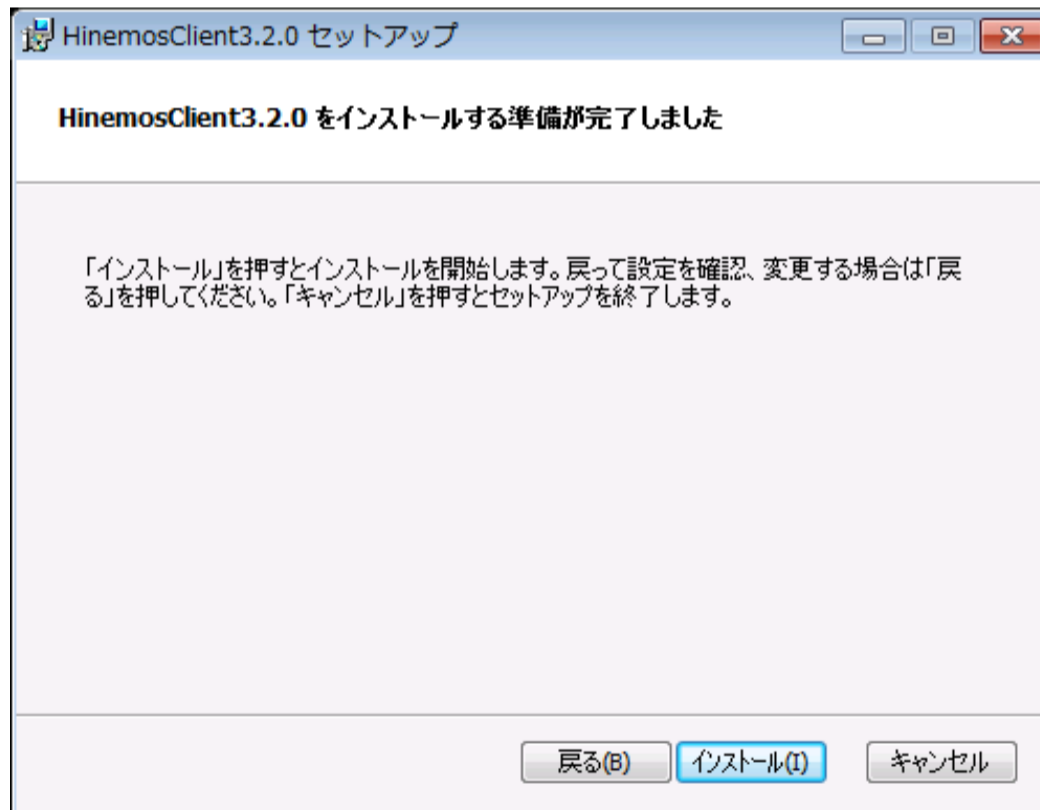 HinemosClient3.2.0 セットアップ
HinemosClient3.2.0 をインストールする準備が完了しました
「インストール」を押すとインストールを開始します。戻って設定を確認、変更する場合は「戻
る」を押してください。「キャンセル」を押すとセットアップを終了します。
戻る(B) インストール(I) キャンセル